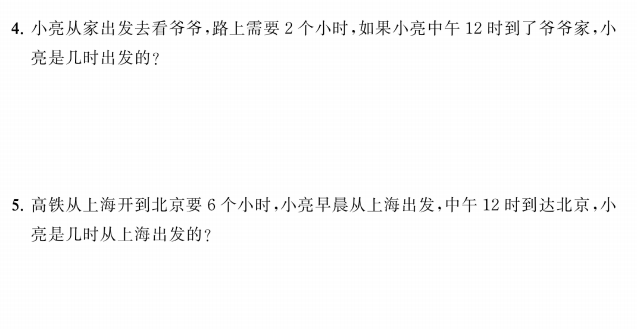 4. 小亮从家出发去看爷爷,路上需要 2 个小时,如果小亮中午 12 时到了爷爷家,小
亮是几时出发的?
5. 高铁从上海开到北京要 6 个小时,小亮早晨从上海出发,中午 12 时到达北京,小
亮是几时从上海出发的?